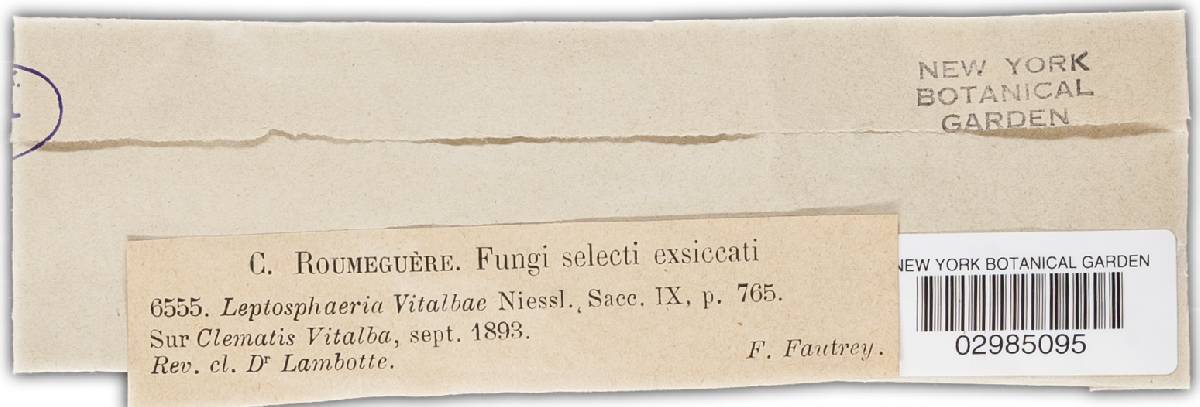 NEW YORK
BOTANICAL
GARDEN
C. ROUMEGUÈRE. Fungi selecti exsiccati
6555. Leptosphaeria Vitalbae Niessl., Sacc. IX, p. 765.
Sur Clematis Vitalba, sept. 1893.
Rev. cl. Dr Lambotte.
F. Fautrey.
NEW YORK BOTANICAL GARDEN
02985095